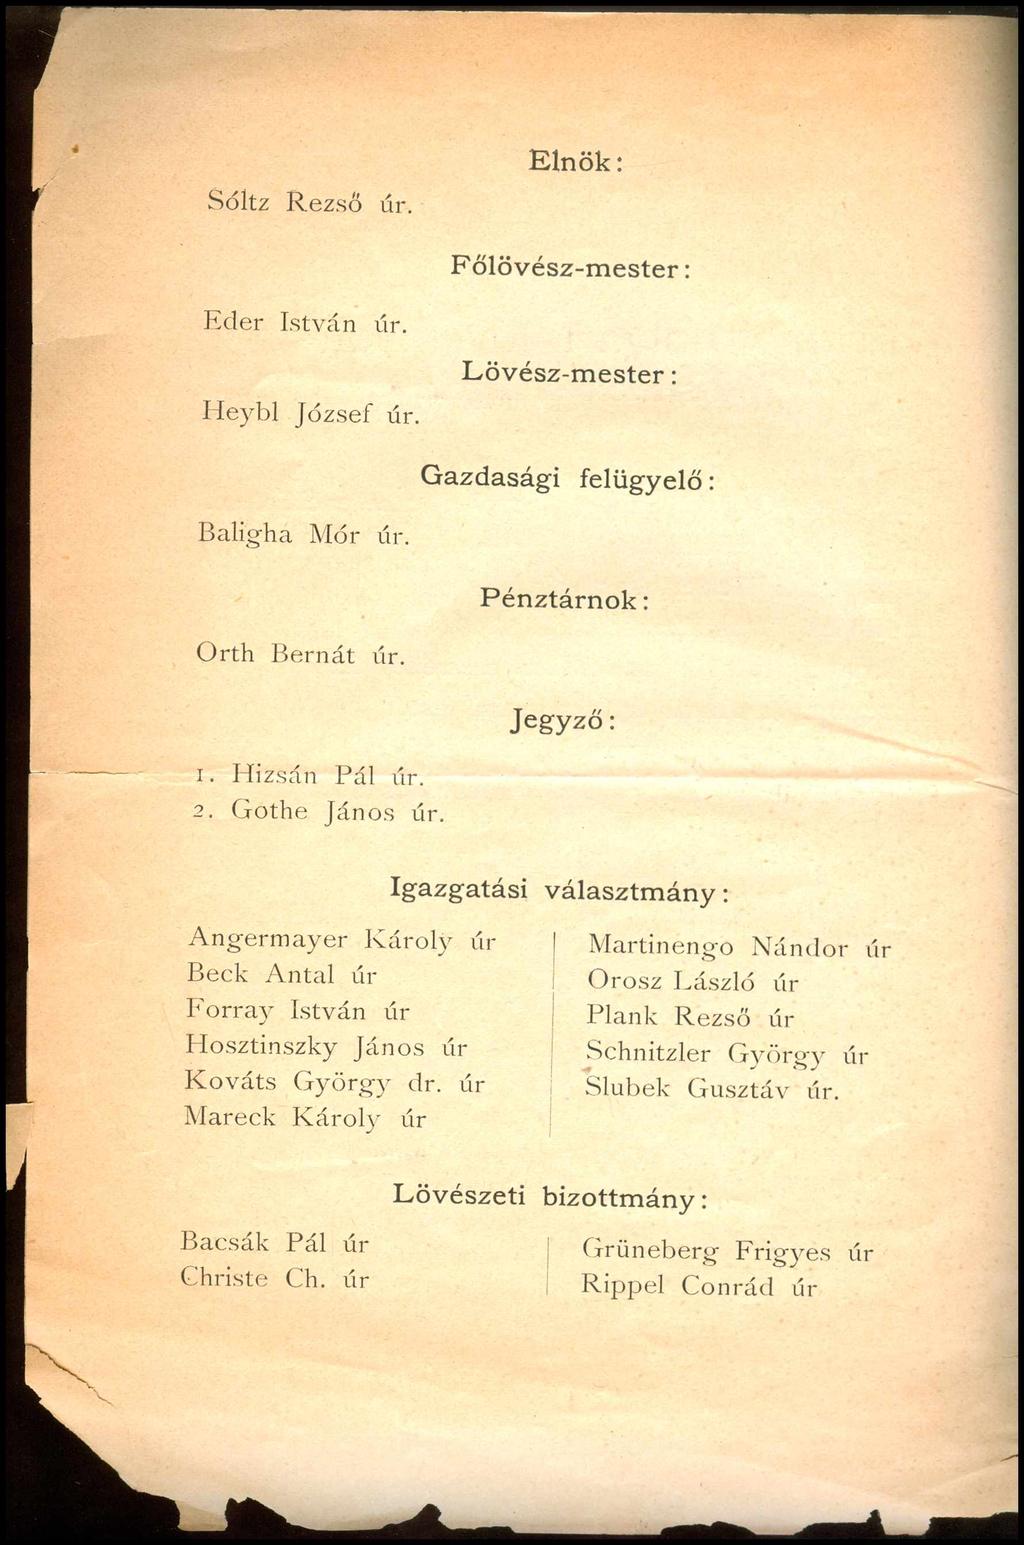 Elnök:
Sóltz Rezső úr.
Főlövész-mester:
Eder István úr.
Lövész-mester:
Heybl József úr.
Gazdasági felügyelő:
Baligha Mór úr.
Pénztárnok:
Orth Bernát úr.
Jegyző:
1. Hizsán Pál úr.
2. Gothe János úr.
Igazgatási választmány:
Angermayer Károly úr
Beck Antal úr
Forray István úr
Hosztinszky János úr
Kováts György dr. úr
Mareck Károly úr
Martinengo Nándor úr
Orosz László úr
Plank Rezső úr
Schnitzler György úr
Slubek Gusztáv úr.
Lövészeti bizottmány:
Bacsák Pál úr
Christe Ch. úr
Grüneberg Frigyes úr
Rippel Conrád úr